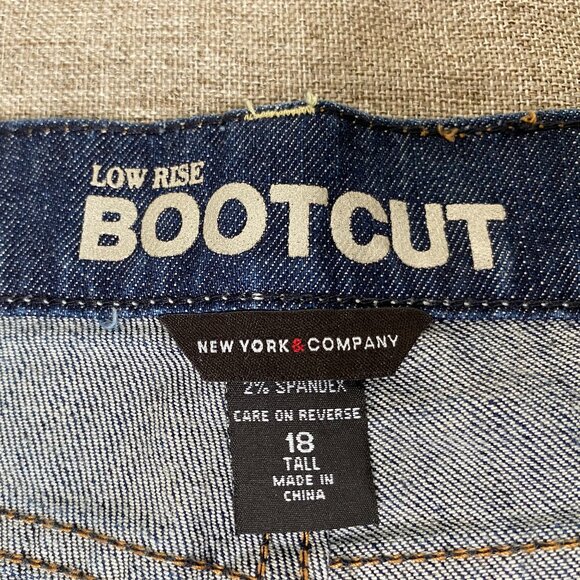 LOW RISE
BOOTCUT
NEW YORK&COMPANY
2% SPANDEX
CARE ON REVERSE
18
TALL
MADE IN
CHINA